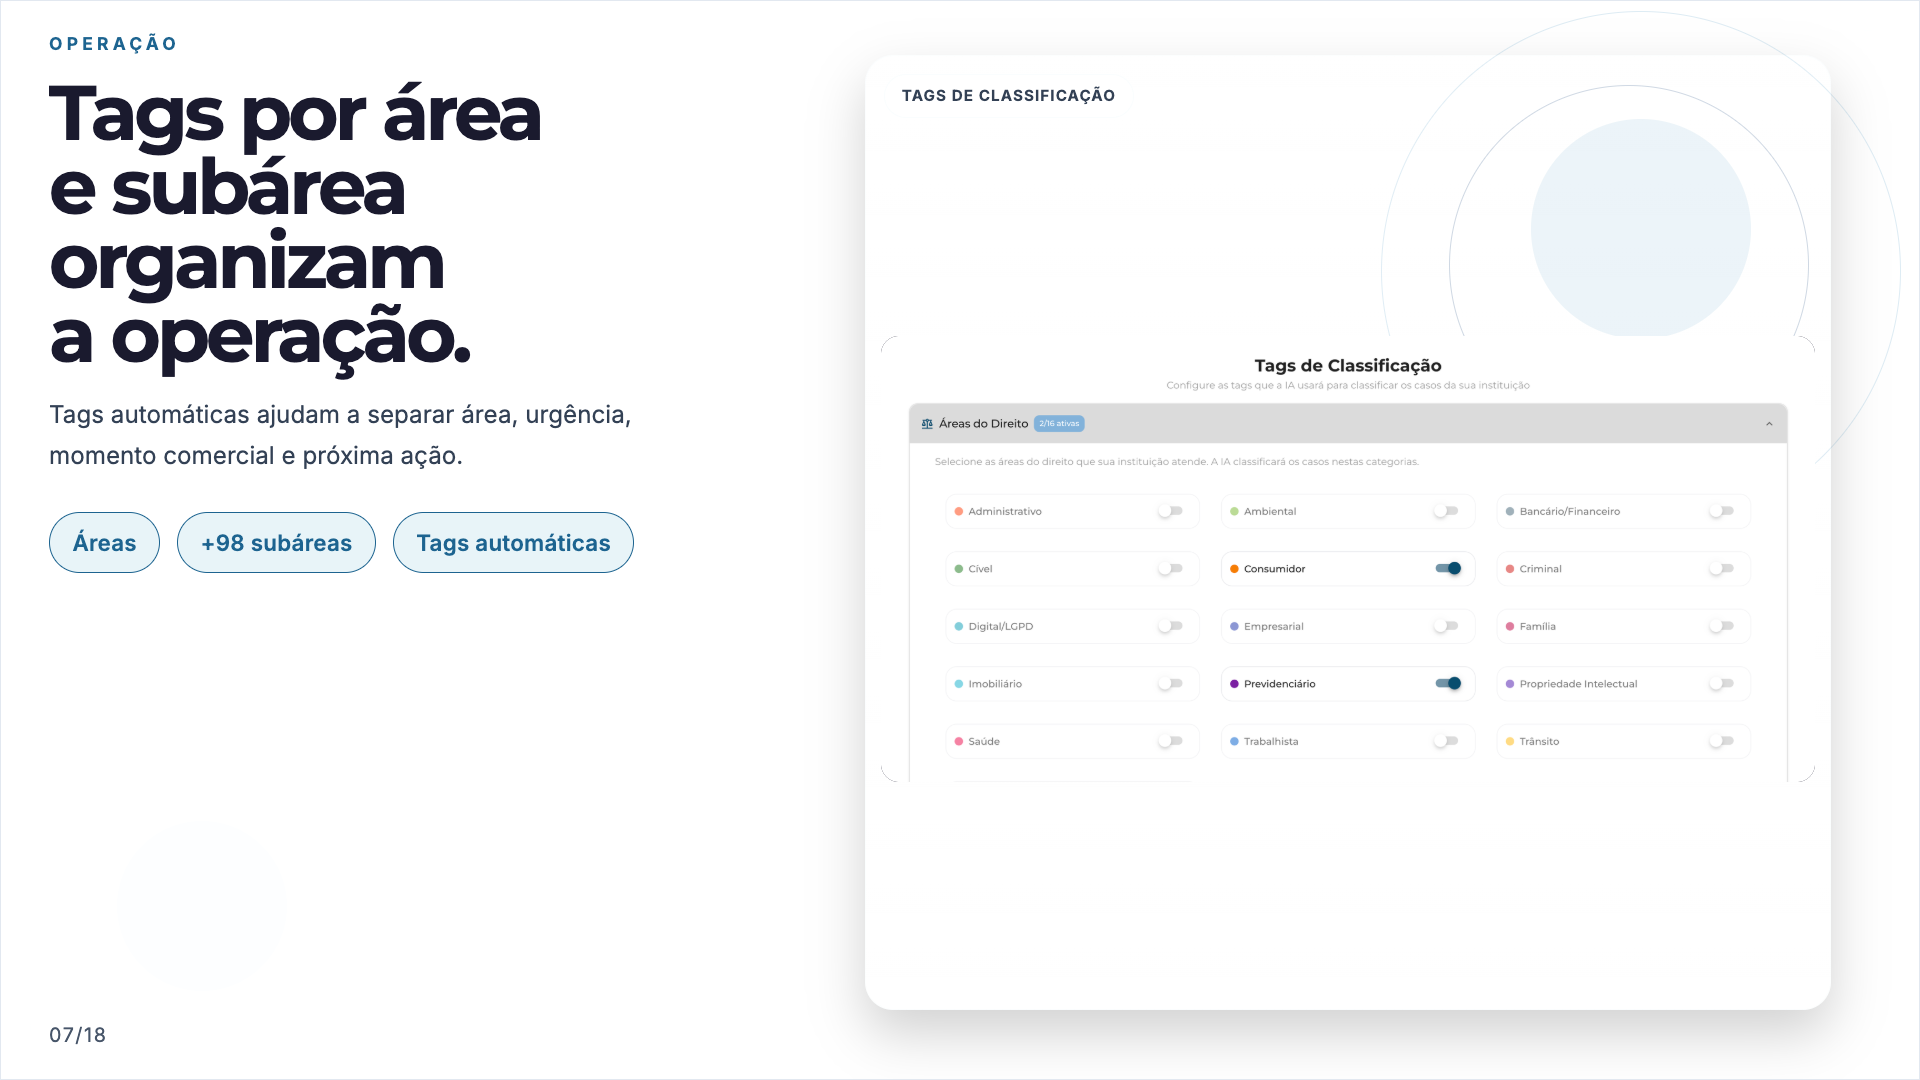 OPERAÇÃO
Tags por área
e subárea
organizam
a operação.
Tags automáticas ajudam a separar área, urgência,
momento comercial e próxima ação.
Áreas
+98 subáreas
Tags automáticas
07/18
TAGS DE CLASSIFICAÇÃO
Tags de Classificação
Configure as tags que a IA usará para classificar os casos da sua instituição
Áreas do Direito 2/16 ativas
Selecione as áreas do direito que sua instituição atende. A IA classificará os casos nestas categorias.
Administrativo
Ambiental
Bancário/Financeiro
Cível
Consumidor
Criminal
Digital/LGPD
Empresarial
Família
Imobiliário
Previdenciário
Propriedade Intelectual
Saúde
Trabalhista
Trânsito